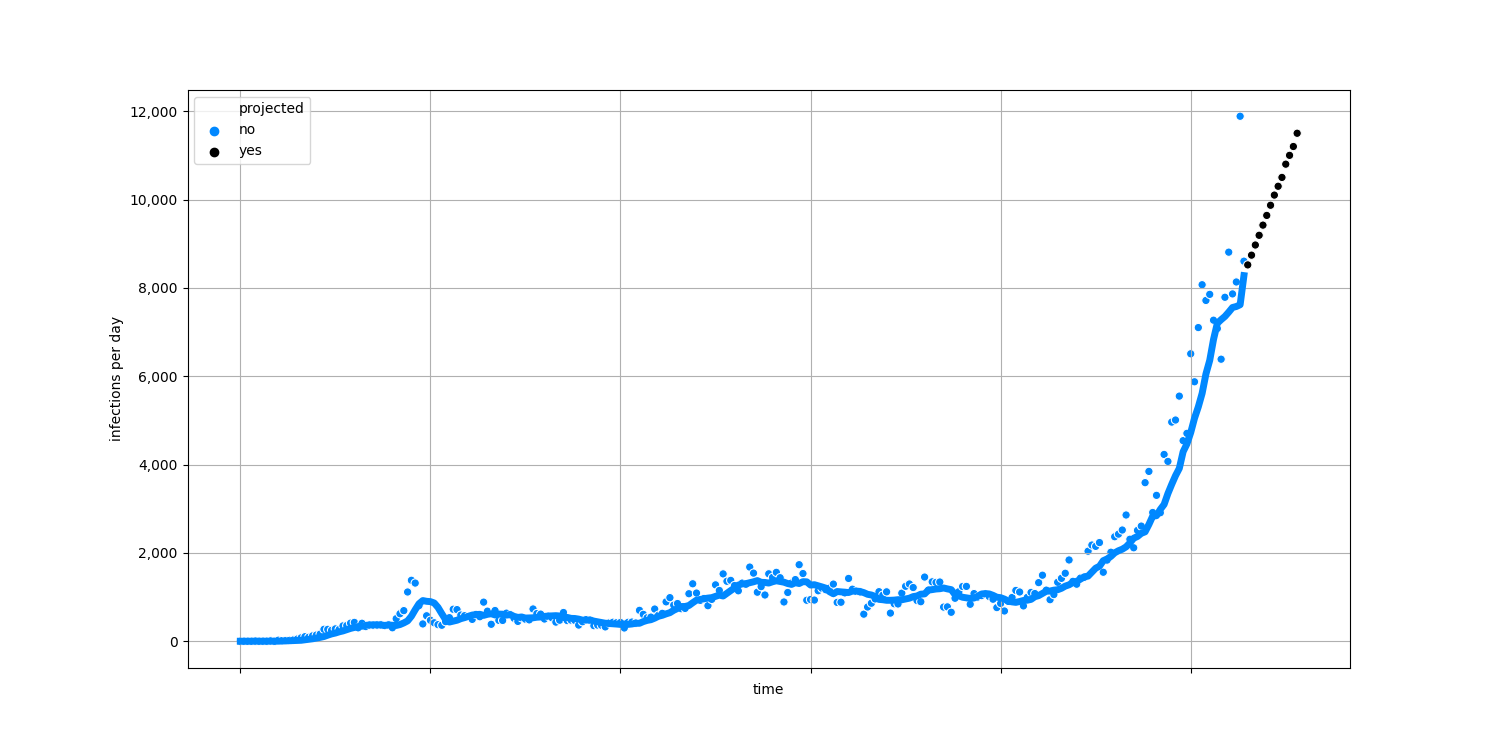 projected
no
yes
12,000
10,000
8,000
6,000
4,000
2,000
0
infections per day
time